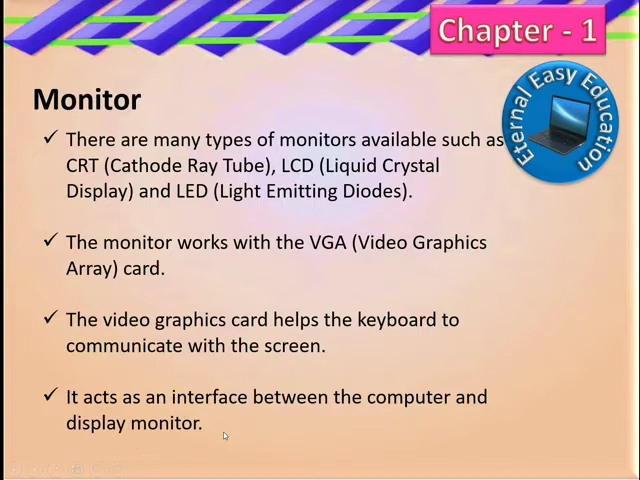 Chapter - 1
Eternal Easy Education
Monitor
✓ There are many types of monitors available such as
CRT (Cathode Ray Tube), LCD (Liquid Crystal
Display) and LED (Light Emitting Diodes).
✓ The monitor works with the VGA (Video Graphics
Array) card.
✓ The video graphics card helps the keyboard to
communicate with the screen.
✓ It acts as an interface between the computer and
display monitor.